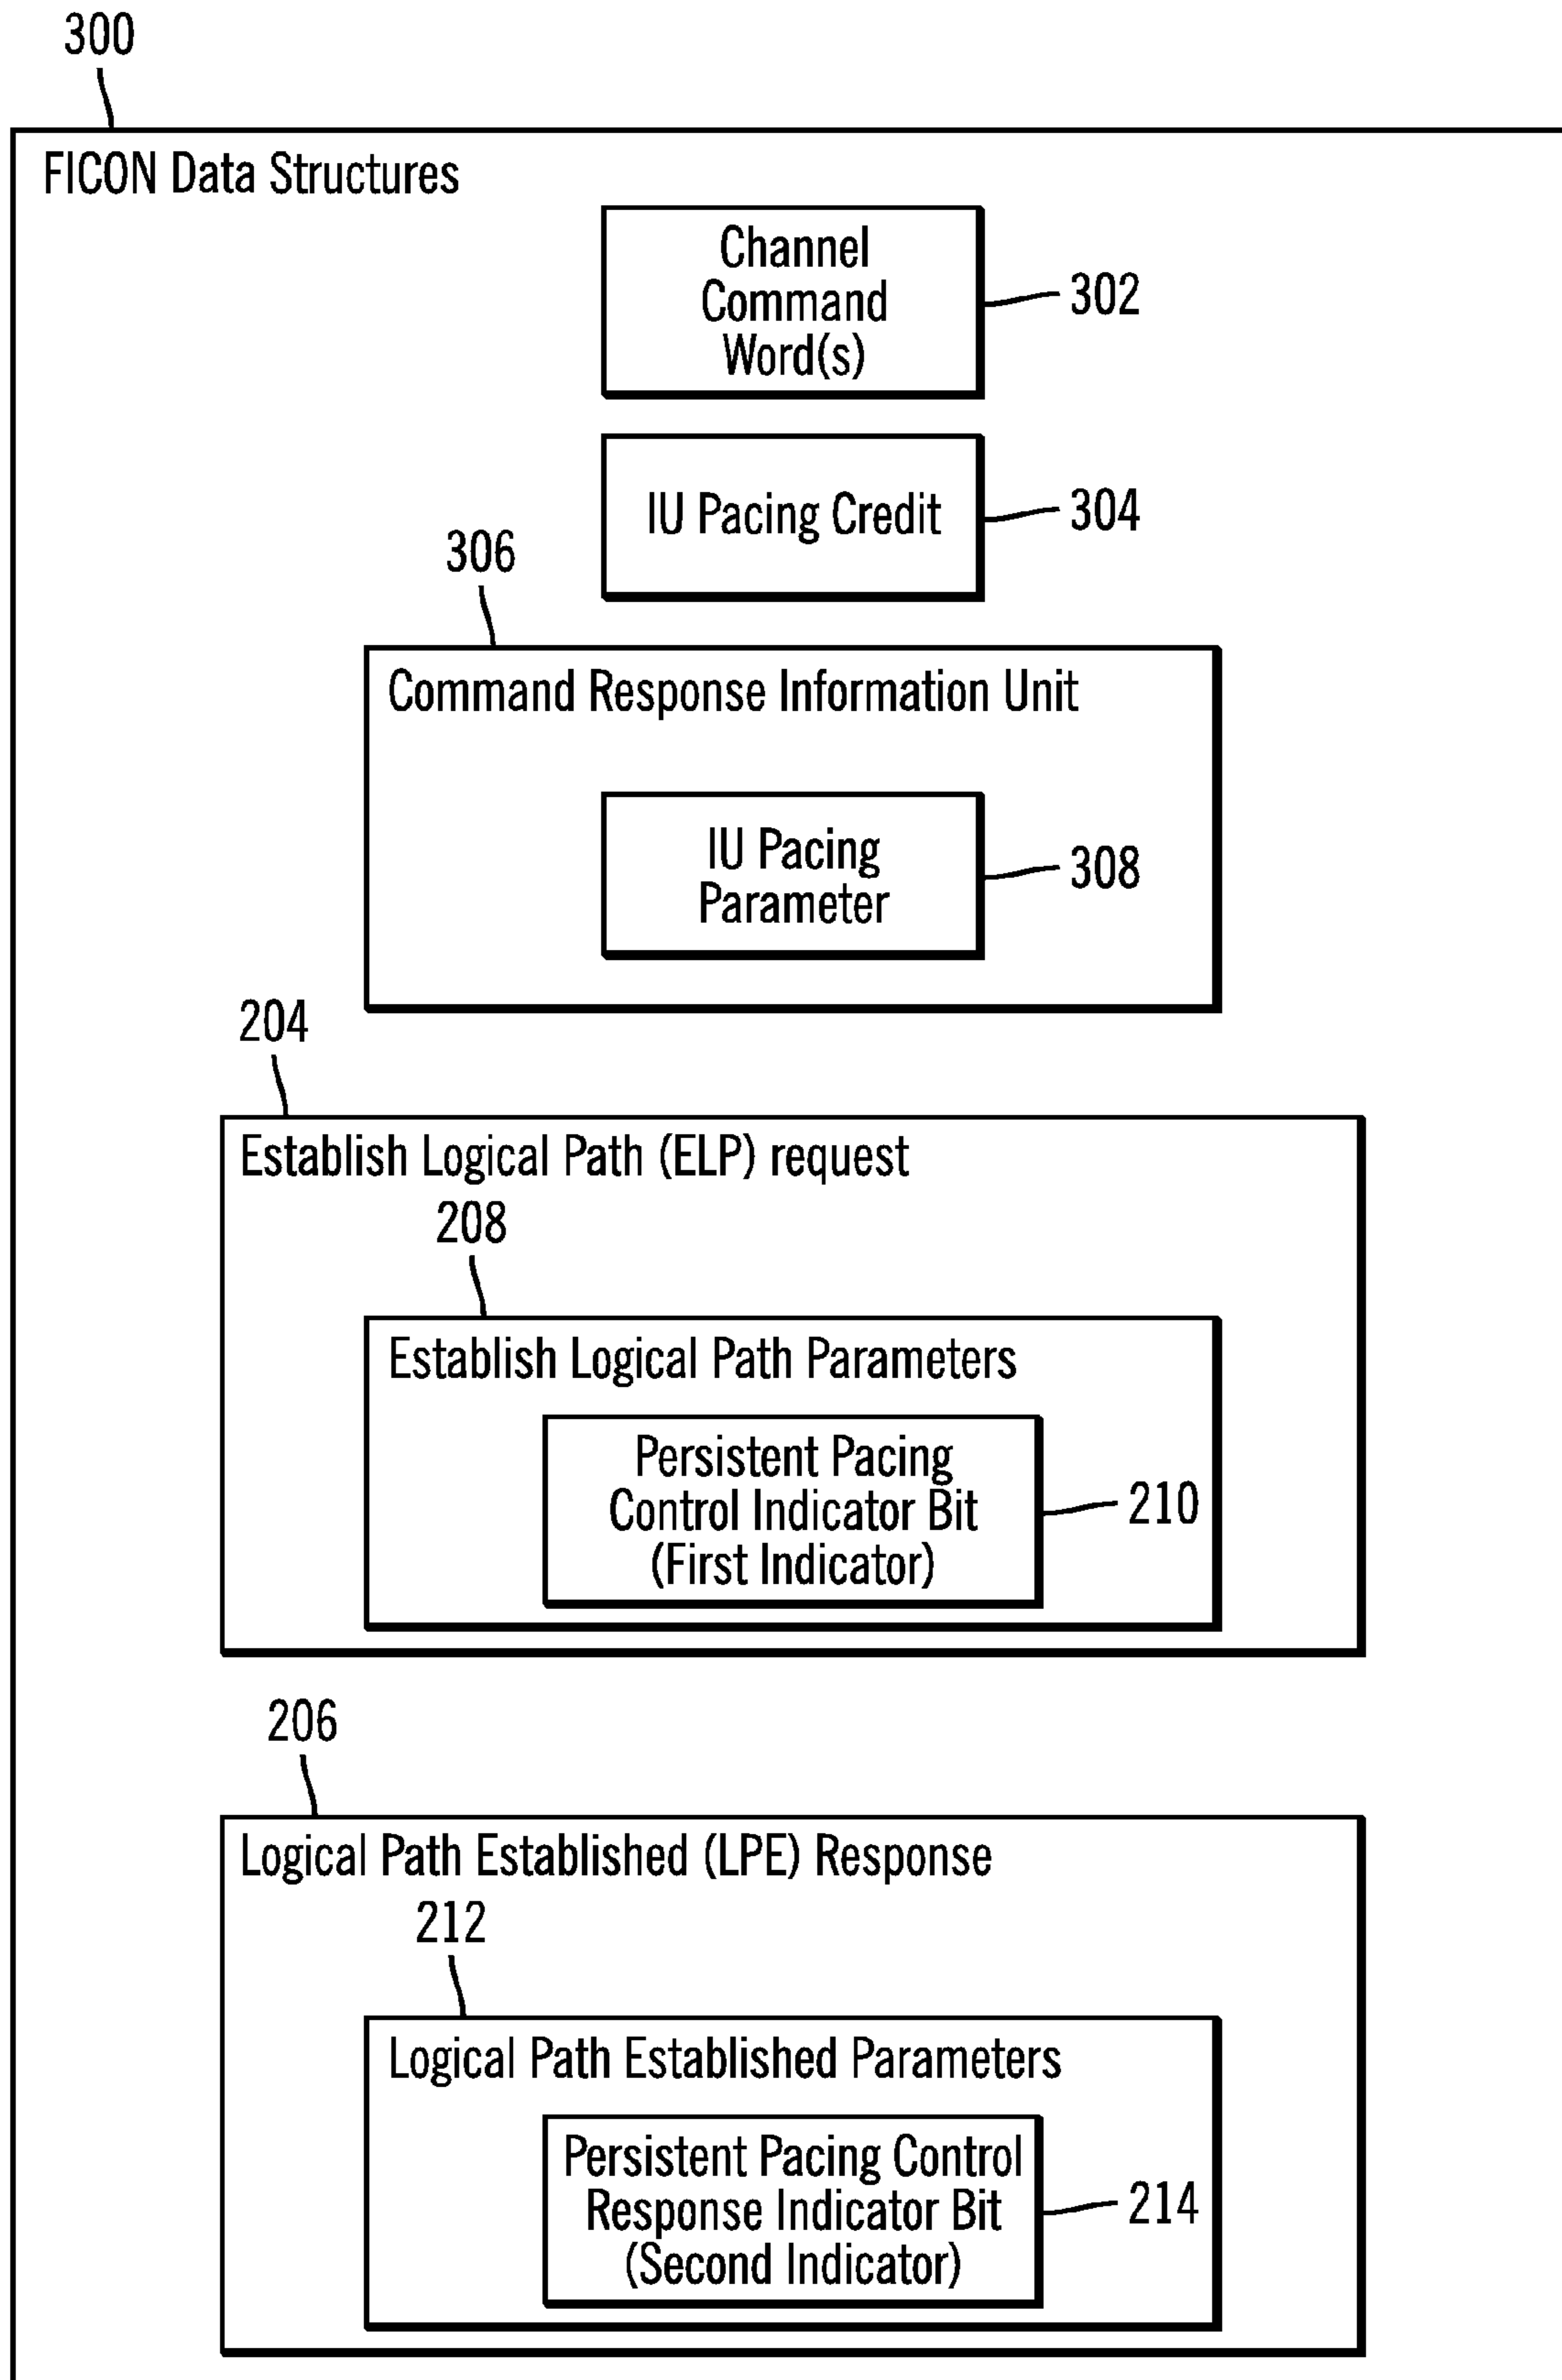 300
FICON Data Structures
Channel
Command
Word(s)
302
IU Pacing Credit
304
306
Command Response Information Unit
IU Pacing
Parameter
308
204
Establish Logical Path (ELP) request
208
Establish Logical Path Parameters
Persistent Pacing
Control Indicator Bit
(First Indicator)
210
206
Logical Path Established (LPE) Response
212
Logical Path Established Parameters
Persistent Pacing Control
Response Indicator Bit
(Second Indicator)
214